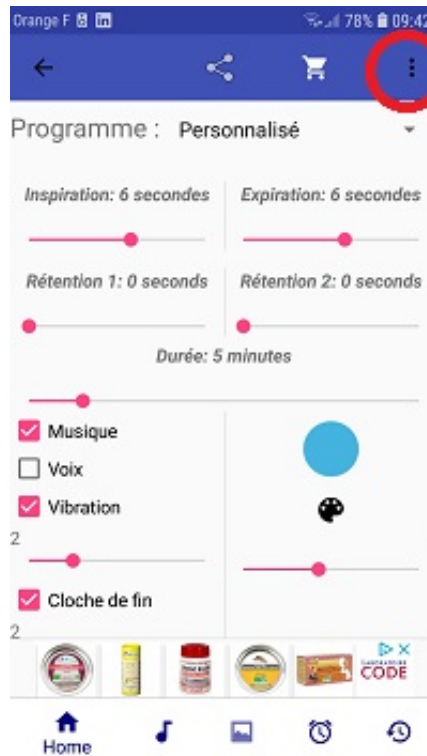 Orange F 78% 09:42
Programme : Personnalisé
Inspiration: 6 secondes Expiration: 6 secondes
Rétention 1: 0 seconds Rétention 2: 0 seconds
Durée: 5 minutes
Musique
Voix
Vibration
2
Cloche de fin
2
CODE
Home